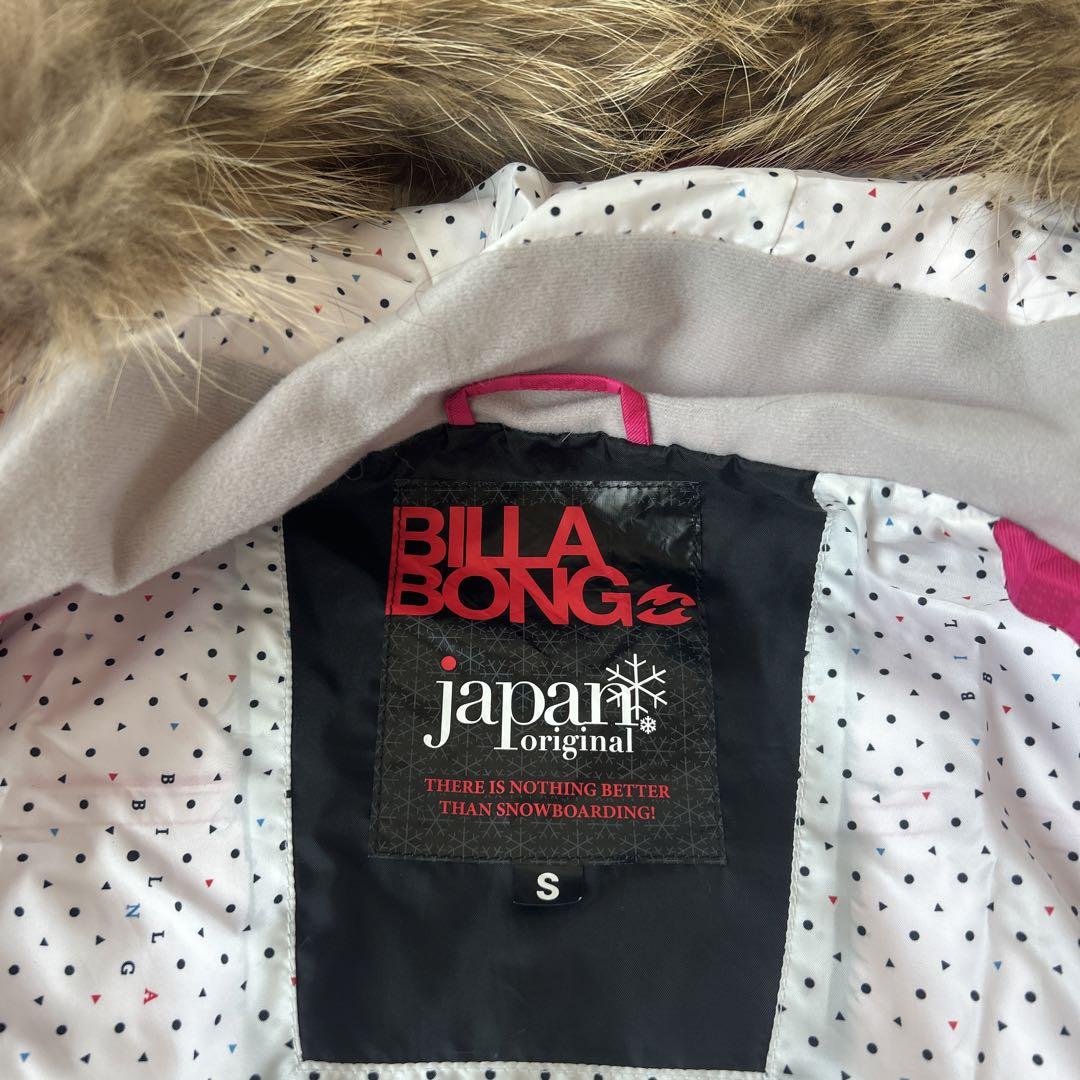 BILLA
BONG
japan
original
THERE IS NOTHING BETTER
THAN SNOWBOARDING!
S